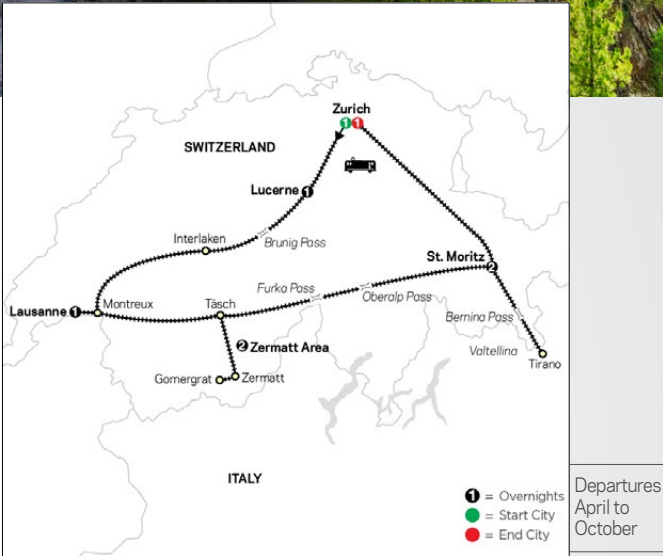 Zurich
1 1
SWITZERLAND
Lucerne 1
Interlaken
Brunig Pass
St. Moritz 2
Furka Pass
Oberalp Pass
Lausanne 1
Montreux
Täsch
Bernina Pass
2 Zermatt Area
Valtellina
Tirano
Gornergrat
Zermatt
ITALY
1 = Overnights
= Start City
= End City
Departures
April to
October